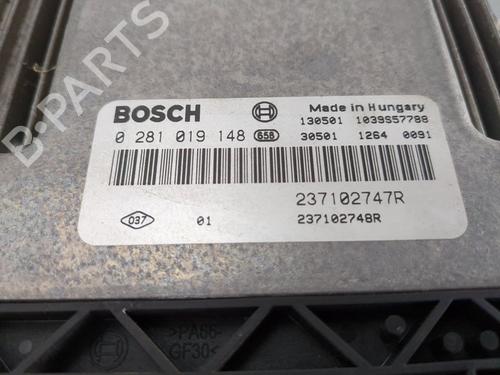 B-PARTS
BOSCH
Made in Hungary
130501 1039S57788
0 281 019 148 658 30501 1264 0091
237102747R
037 01 237102748R
>PA66-
GF30<